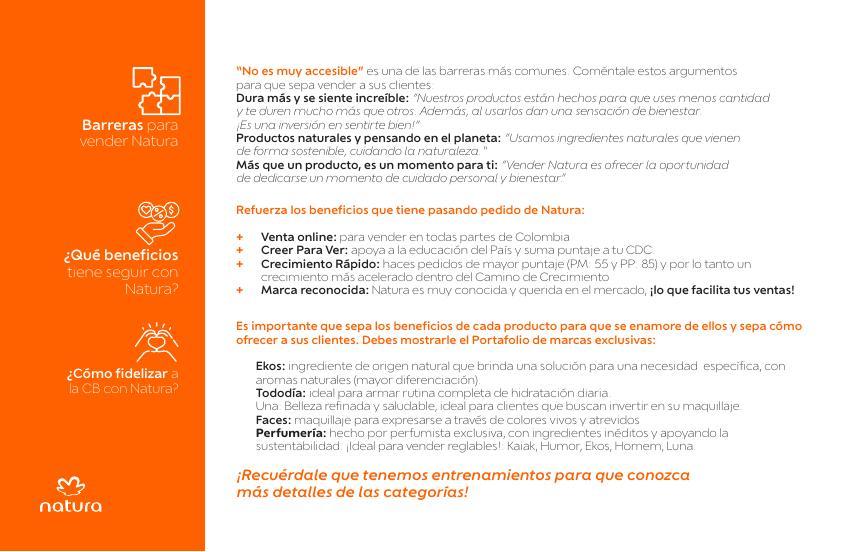 Barreras para
vender Natura
"No es muy accesible" es una de las barreras más comunes. Coméntale estos argumentos
para que sepa vender a sus clientes
Dura más y se siente increíble: "Nuestros productos están hechos para que uses menos cantidad
y te duren mucho más que otros. Además, al usarlos dan una sensación de bienestar.
¡Es una inversión en sentirte bien!"
Productos naturales y pensando en el planeta: "Usamos ingredientes naturales que vienen
de forma sostenible, cuidando la naturaleza. "
Más que un producto, es un momento para ti: "Vender Natura es ofrecer la oportunidad
de dedicarse un momento de cuidado personal y bienestar."
¿Qué beneficios
tiene seguir con
Natura?
Refuerza los beneficios que tiene pasando pedido de Natura:
+ Venta online: para vender en todas partes de Colombia
+ Creer Para Ver: apoya a la educación del País y suma puntaje a tu CDC
+ Crecimiento Rápido: haces pedidos de mayor puntaje (PM: 55 y PP: 85) y por lo tanto un
crecimiento más acelerado dentro del Camino de Crecimiento
+ Marca reconocida: Natura es muy conocida y querida en el mercado, ¡lo que facilita tus ventas!
¿Cómo fidelizar a
la CB con Natura?
Es importante que sepa los beneficios de cada producto para que se enamore de ellos y sepa cómo
ofrecer a sus clientes. Debes mostrarle el Portafolio de marcas exclusivas:
Ekos: ingrediente de origen natural que brinda una solución para una necesidad específica, con
aromas naturales (mayor diferenciación)
Tododía: ideal para armar rutina completa de hidratación diaria.
Una: Belleza refinada y saludable, ideal para clientes que buscan invertir en su maquillaje.
Faces: maquillaje para expresarse a través de colores vivos y atrevidos
Perfumería: hecho por perfumista exclusiva, con ingredientes inéditos y apoyando la
sustentabilidad. ¡Ideal para vender reglables!: Kaiak, Humor, Ekos, Homem, Luna.
¡Recuérdale que tenemos entrenamientos para que conozca
más detalles de las categorías!
natura